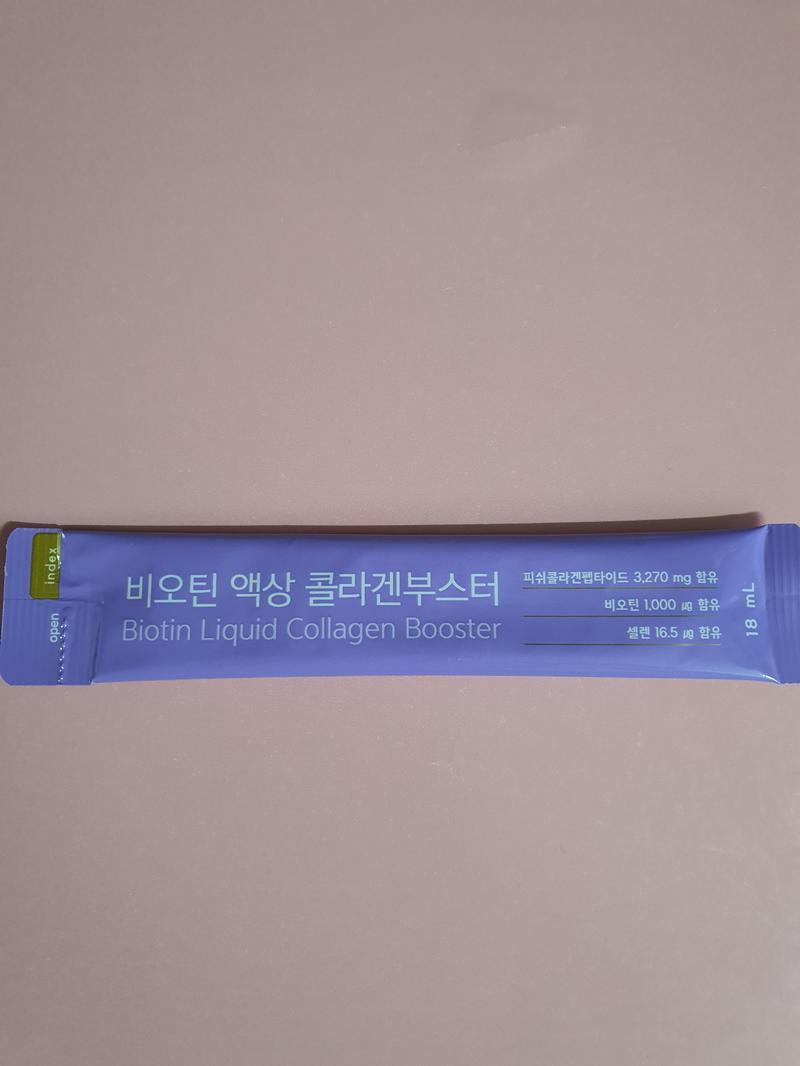 index
open
비오틴 액상 콜라겐부스터
Biotin Liquid Collagen Booster
피쉬콜라겐펩타이드 3,270 mg 함유
비오틴 1,000 ㎍ 함유
셀렌 16.5 ㎍ 함유
18 mL